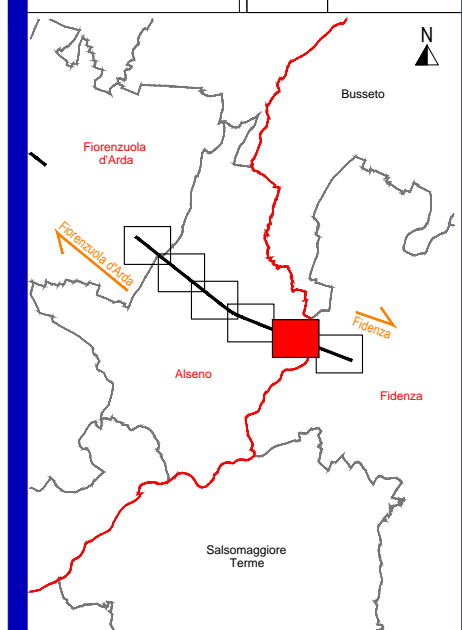 N
Busseto
Fiorenzuola
d'Arda
Fiorenzuola d'Arda
Fidenza
Alseno
Fidenza
Salsomaggiore
Terme